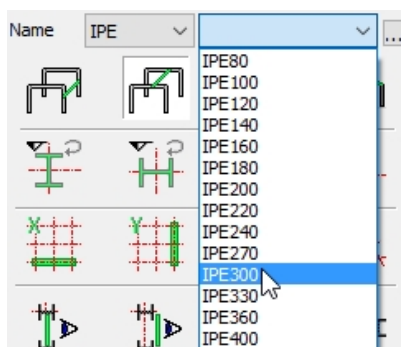 Name IPE ...
IPE80
IPE100
IPE120
IPE140
IPE160
IPE180
IPE200
IPE220
IPE240
IPE270
X Y IPE300
IPE330
IPE360
IPE400